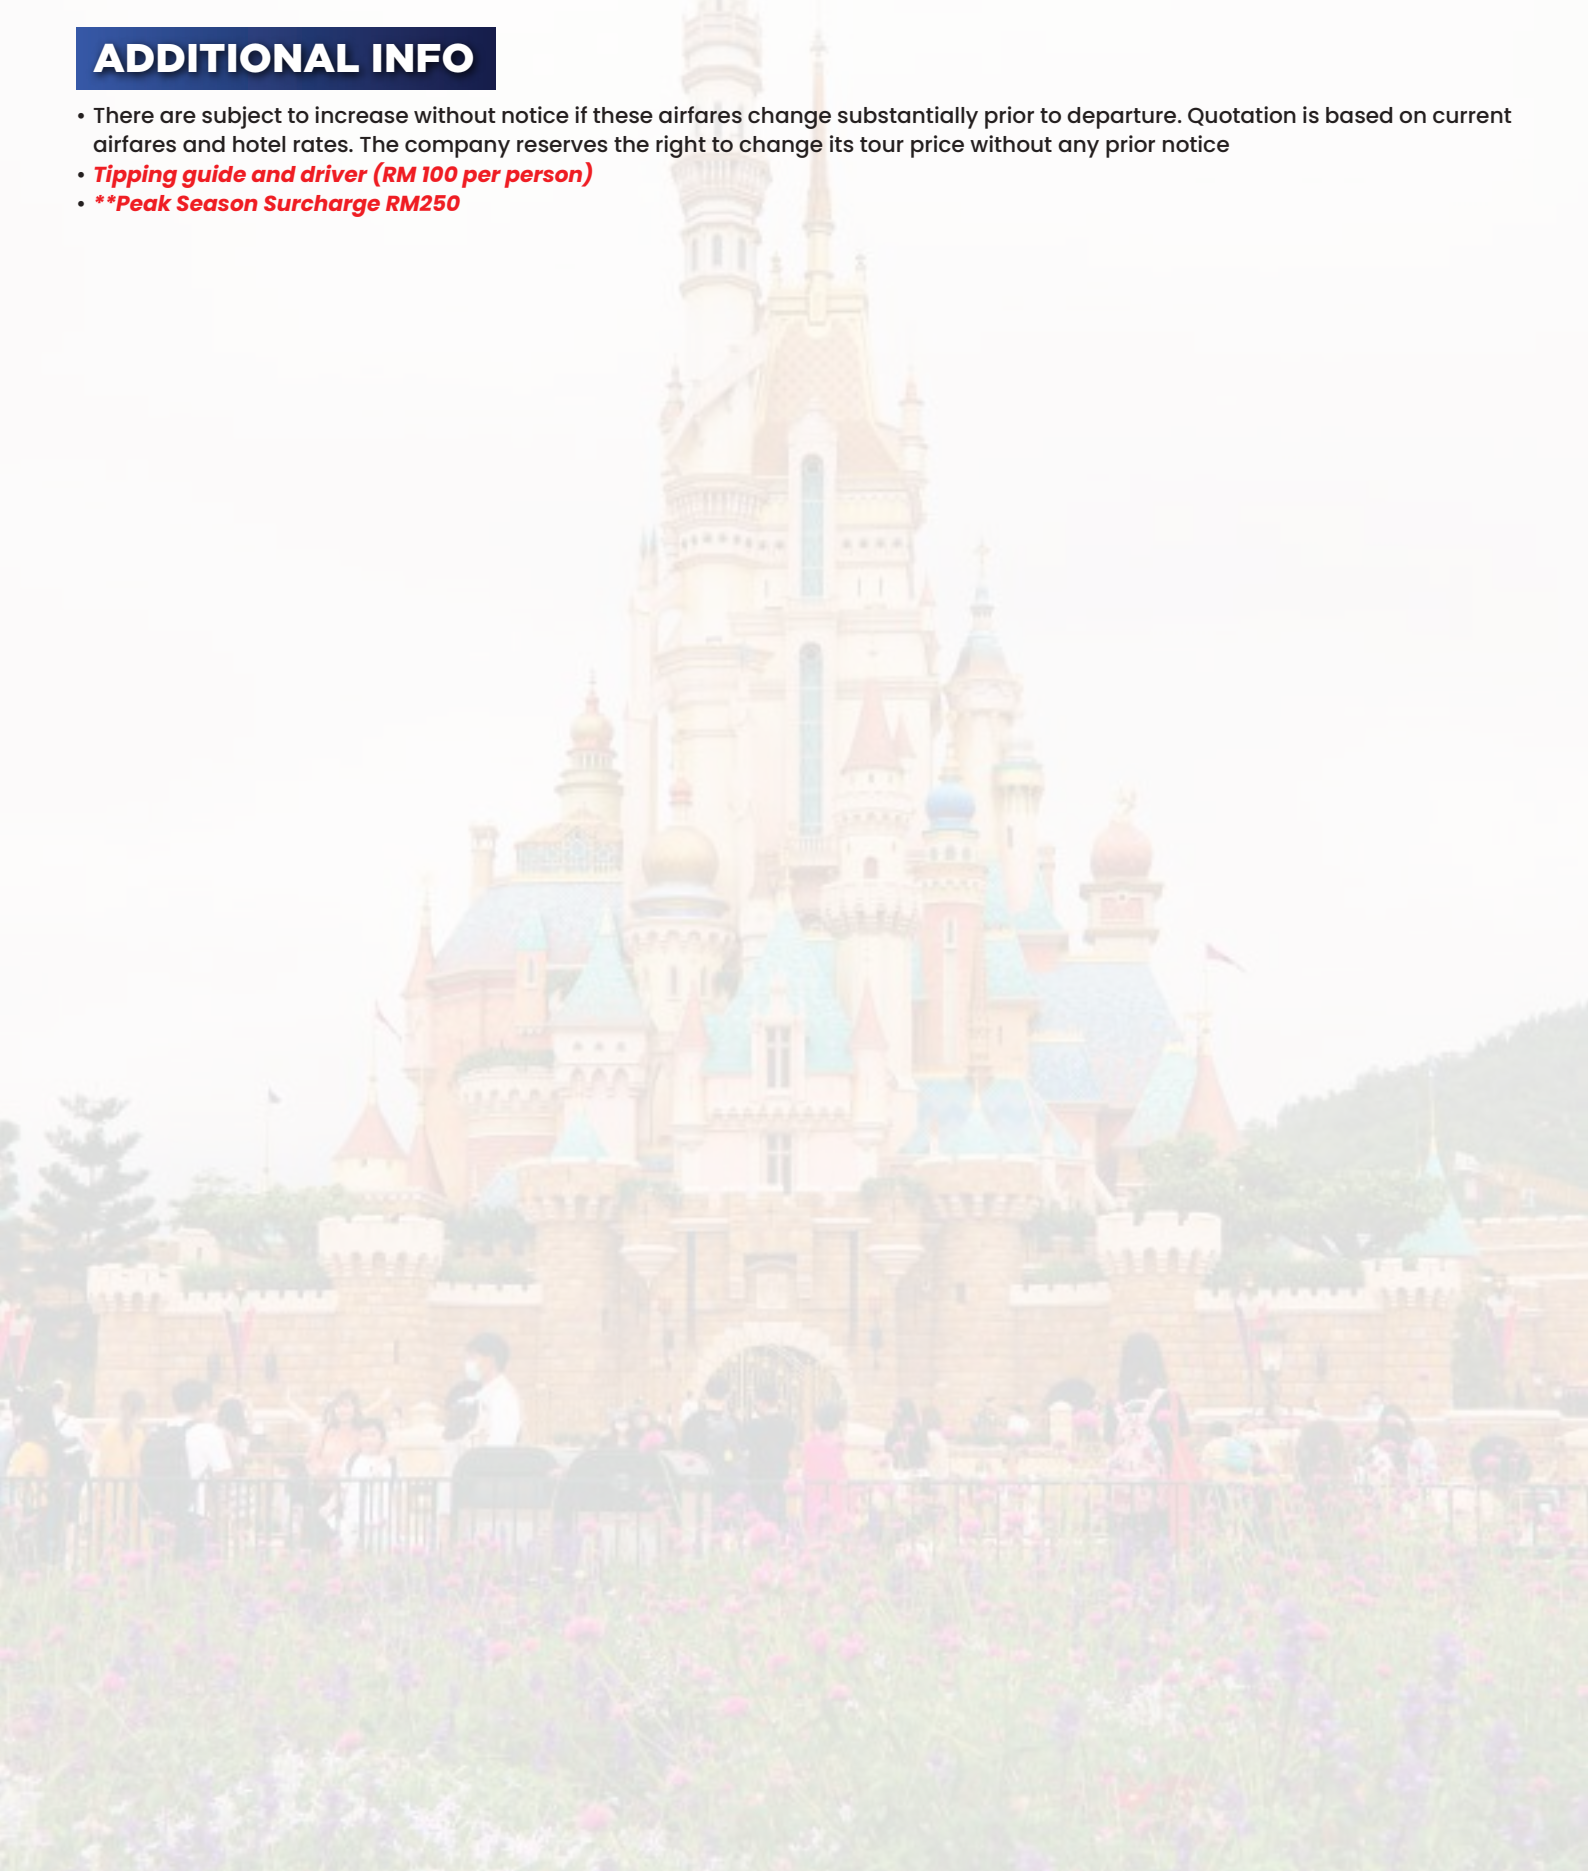 ADDITIONAL INFO
• There are subject to increase without notice if these airfares change substantially prior to departure. Quotation is based on current
airfares and hotel rates. The company reserves the right to change its tour price without any prior notice
• Tipping guide and driver (RM 100 per person)
• **Peak Season Surcharge RM250